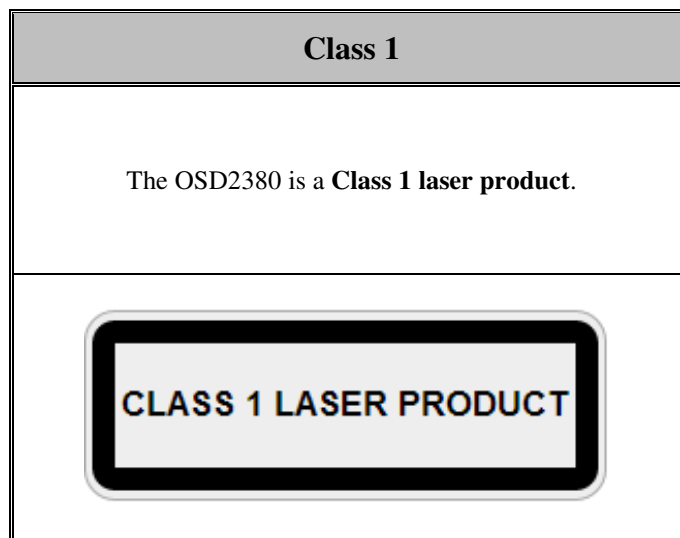 Class 1
The OSD2380 is a Class 1 laser product.
CLASS 1 LASER PRODUCT